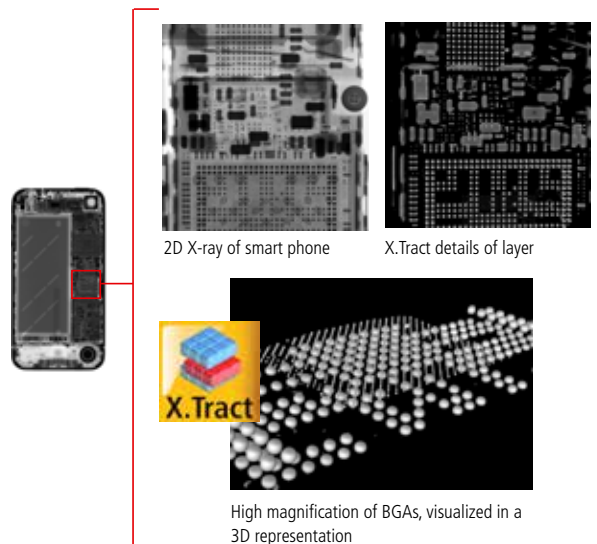 2D X-ray of smart phone
X.Tract details of layer
X.Tract
High magnification of BGAs, visualized in a
3D representation